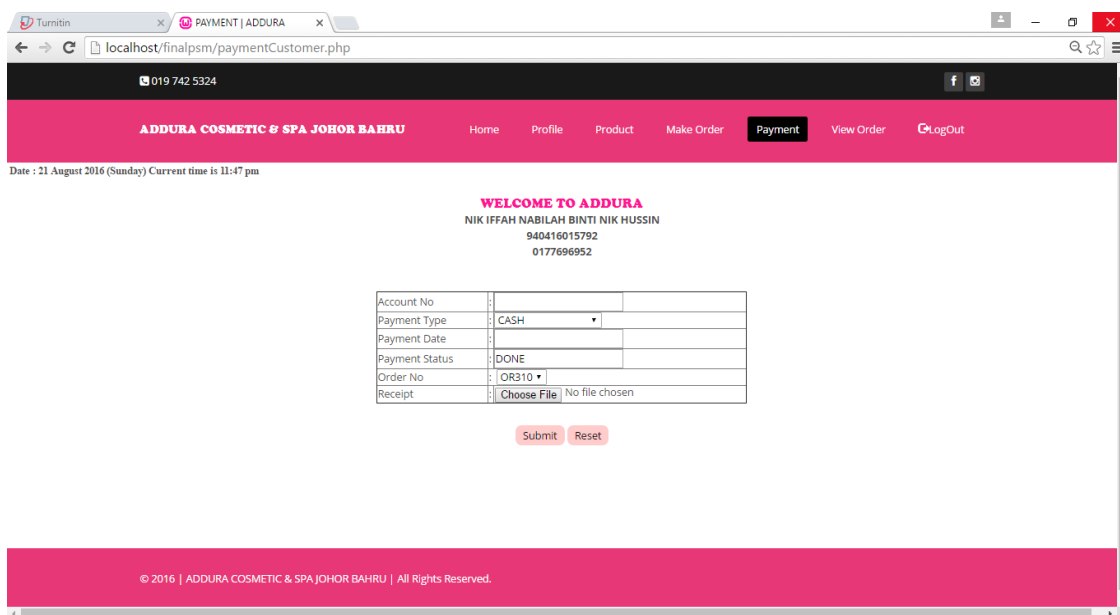 Turnitin
PAYMENT | ADDURA
localhost/finalpsm/paymentCustomer.php
019 742 5324
ADDURA COSMETIC & SPA JOHOR BAHRU Home Profile Product Make Order Payment View Order LogOut
Date : 21 August 2016 (Sunday) Current time is 11:47 pm
WELCOME TO ADDURA
NIK IFFAH NABILAH BINTI NIK HUSSIN
940416015792
0177696952
Account No :
Payment Type : CASH
Payment Date :
Payment Status : DONE
Order No : OR310
Receipt : Choose File No file chosen
Submit Reset
© 2016 | ADDURA COSMETIC & SPA JOHOR BAHRU | All Rights Reserved.